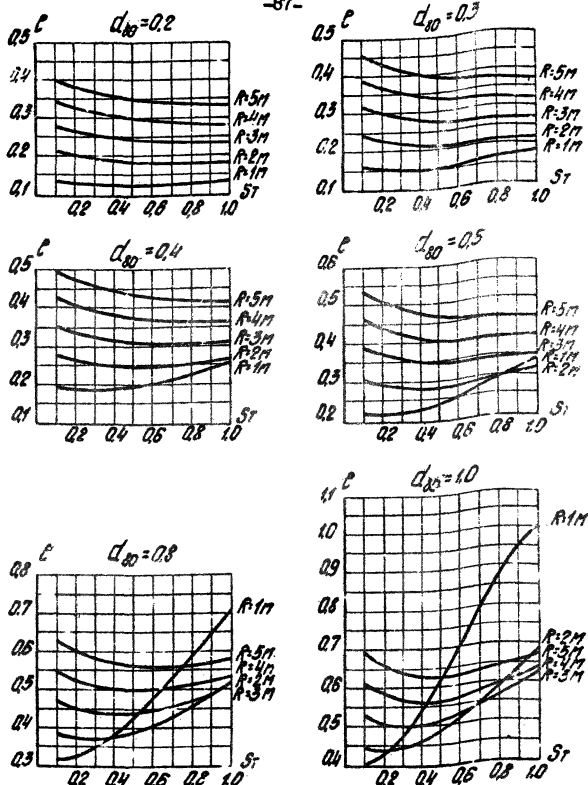 -87-
ℓ d₈₀=0,2
0,5
0,4
0,3
0,2
0,1
R=5м
R=4м
R=3м
R=2м
R=1м
Sт
0,2 0,4 0,6 0,8 1.0
ℓ d₈₀=0,3
0,5
0,4
0,3
0,2
0,1
R=5м
R=4м
R=3м
R=2м
R=1м
Sт
0,2 0,4 0,6 0,8 1.0
ℓ d₈₀=0,4
0,5
0,4
0,3
0,2
0,1
R=5м
R=4м
R=3м
R=2м
R=1м
Sт
0,2 0,4 0,6 0,8 1.0
ℓ d₈₀=0,5
0,6
0,5
0,4
0,3
0,2
R=5м
R=4м
R=3м
R=1м
R=2м
Sт
0,2 0,4 0,6 0,8 1.0
ℓ d₈₀=0,8
0,8
0,7
0,6
0,5
0,4
0,3
R=1м
R=5м
R=4м
R=2м
R=3м
Sт
0,2 0,4 0,6 0,8 1.0
ℓ d₈₀=1.0
1,1
1.0
0,9
0,8
0,7
0,6
0,5
0,4
R=1м
R=2м
R=5м
R=4м
R=3м
Sт
0,2 0,4 0,6 0,8 1.0